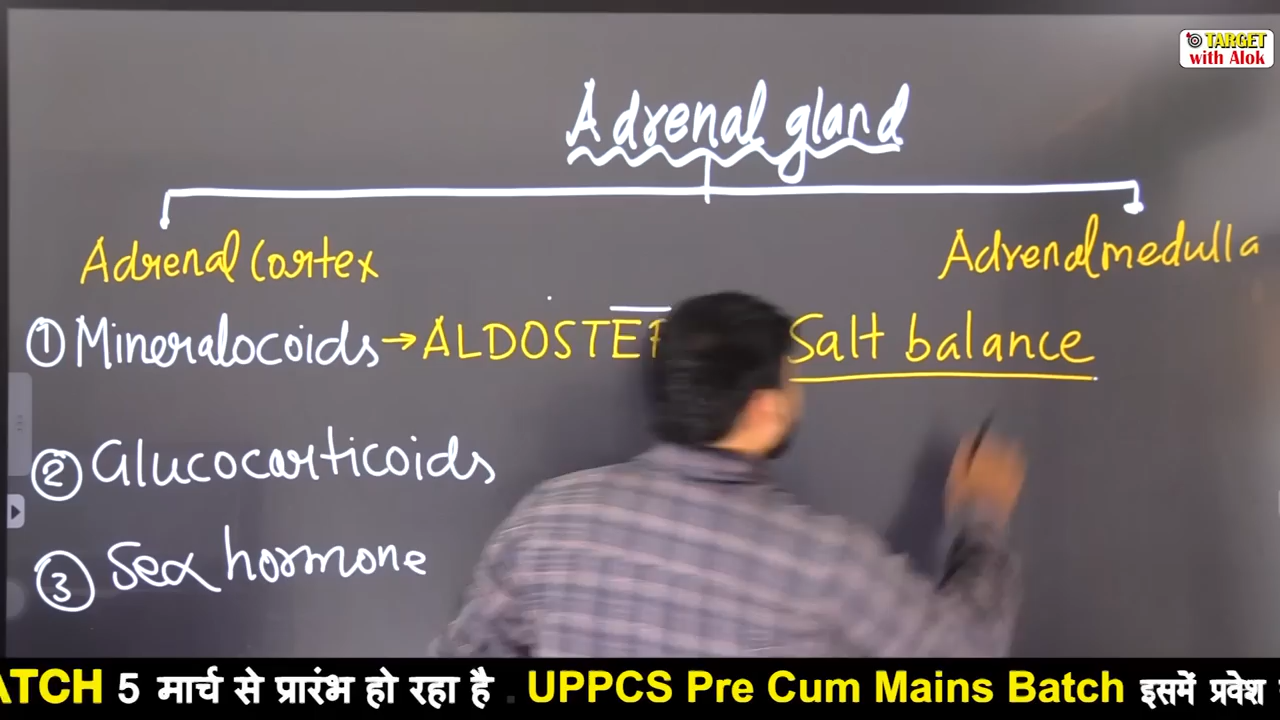 TARGET
with Alok
Adrenal gland
Adrenal Cortex
Adrenal medulla
① Mineralocoids → ALDOSTE
Salt balance
② Glucocorticoids
③ Sex hormone
ATCH 5 मार्च से प्रारंभ हो रहा है . UPPCS Pre Cum Mains Batch इसमें प्रवेश